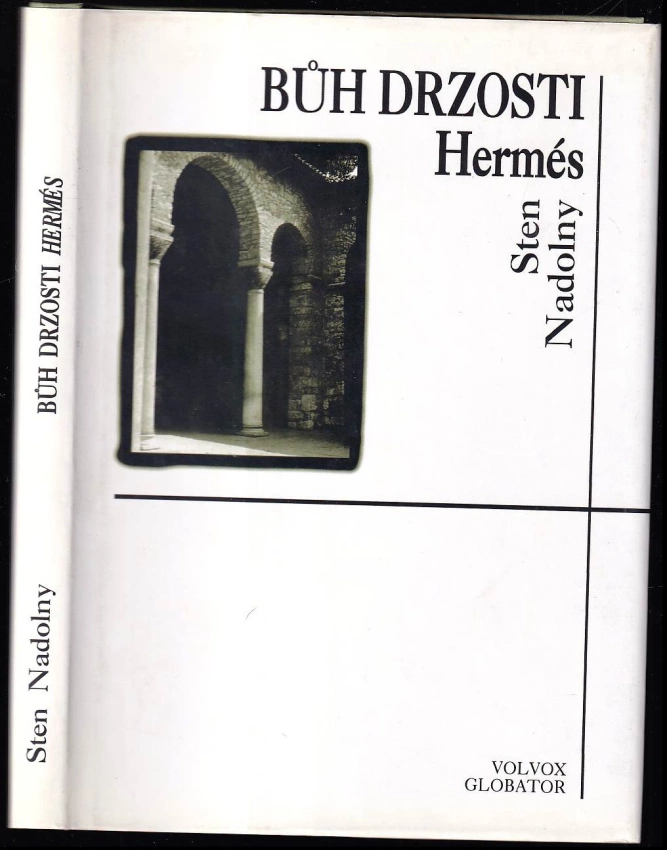 BŮH DRZOSTI
Hermés
Sten
Nadolny
VOLVOX
GLOBATOR
Sten Nadolny
BŮH DRZOSTI HERMÉS